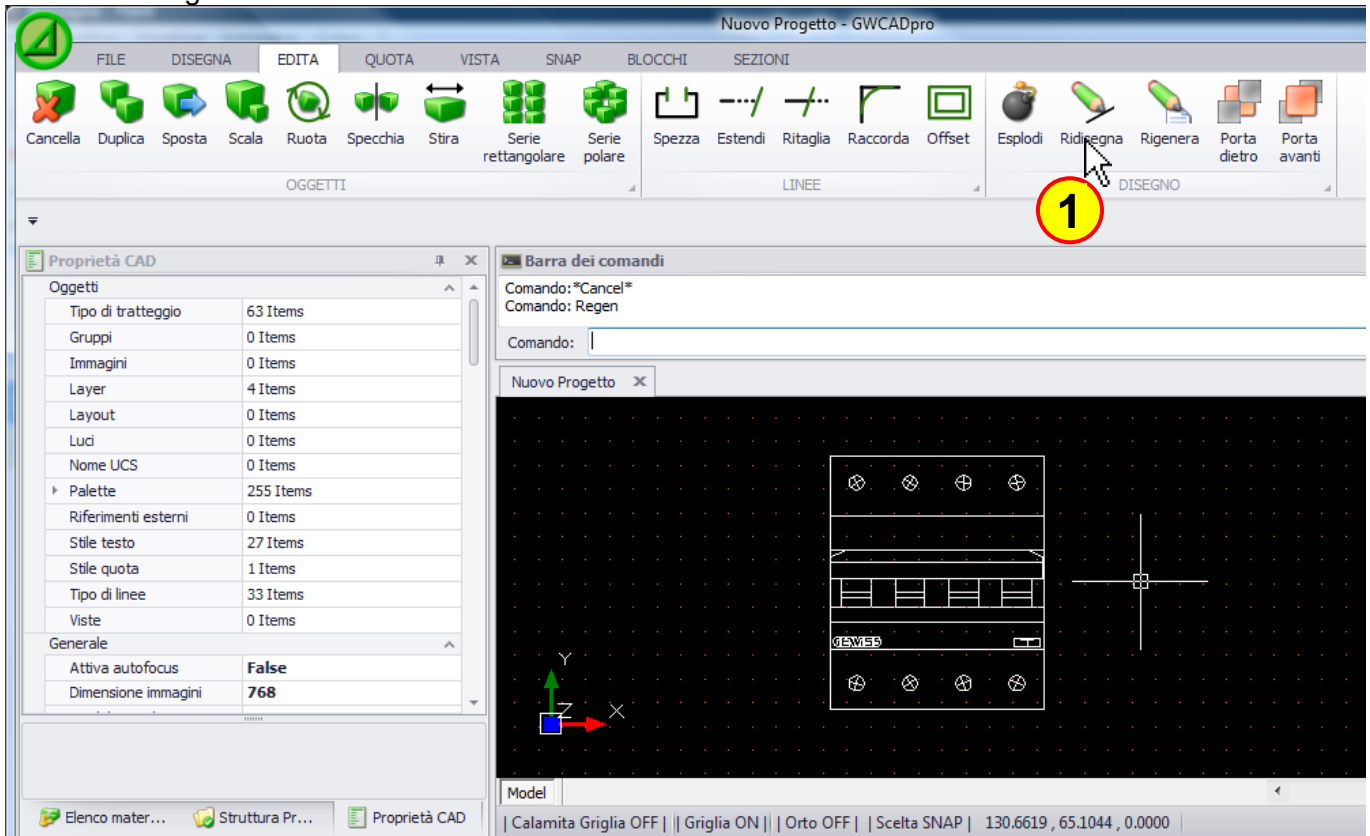 Nuovo Progetto - GWCADpro
FILE DISEGNA EDITA QUOTA VISTA SNAP BLOCCHI SEZIONI
Cancella Duplica Sposta Scala Ruota Specchia Stira Serie rettangolare Serie polare Spezza Estendi Ritaglia Raccorda Offset Esplodi Ridisegna Rigenera Porta dietro Porta avanti
OGGETTI LINEE DISEGNO
1
Proprietà CAD
Oggetti
Tipo di tratteggio 63 Items
Gruppi 0 Items
Immagini 0 Items
Layer 4 Items
Layout 0 Items
Luci 0 Items
Nome UCS 0 Items
Palette 255 Items
Riferimenti esterni 0 Items
Stile testo 27 Items
Stile quota 1 Items
Tipo di linee 33 Items
Viste 0 Items
Generale
Attiva autofocus False
Dimensione immagini 768
Elenco mater... Struttura Pr... Proprietà CAD
Barra dei comandi
Comando:*Cancel*
Comando: Regen
Comando:
Nuovo Progetto
GEWISS
Y
Z X
Model
| Calamita Griglia OFF | | Griglia ON | | Orto OFF | | Scelta SNAP | 130.6619 , 65.1044 , 0.0000